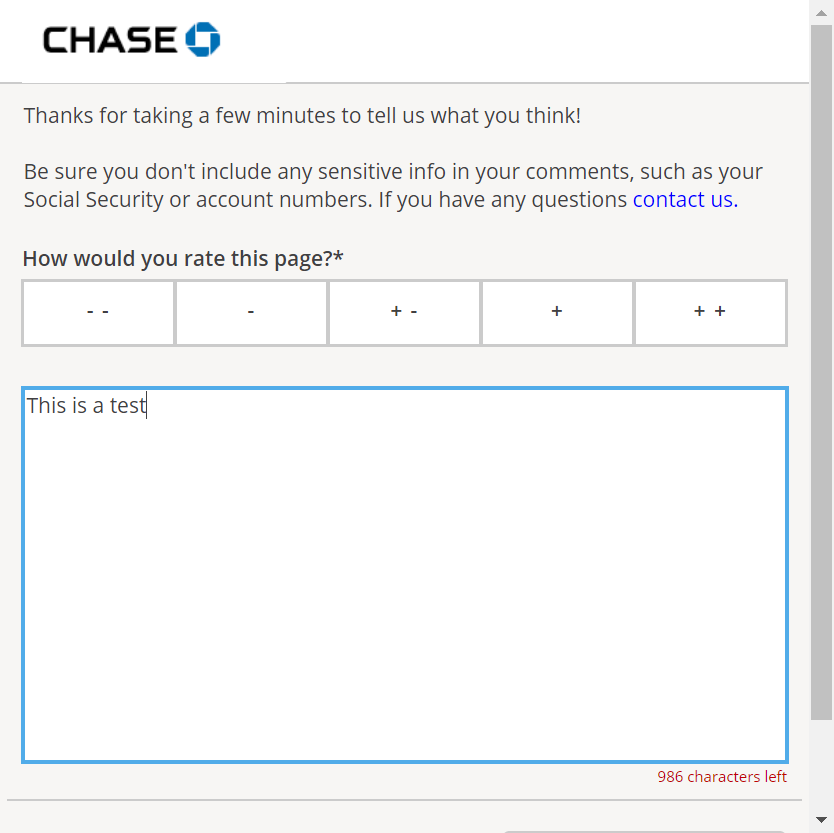 CHASE
Thanks for taking a few minutes to tell us what you think!
Be sure you don't include any sensitive info in your comments, such as your
Social Security or account numbers. If you have any questions contact us.
How would you rate this page?*
- - - + - + + +
This is a test
986 characters left